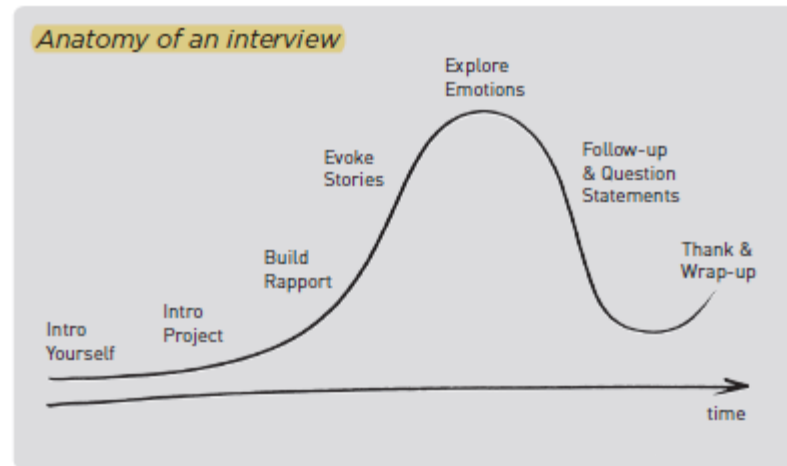 Anatomy of an interview
Intro
Yourself
Intro
Project
Build
Rapport
Evoke
Stories
Explore
Emotions
Follow-up
& Question
Statements
Thank &
Wrap-up
time